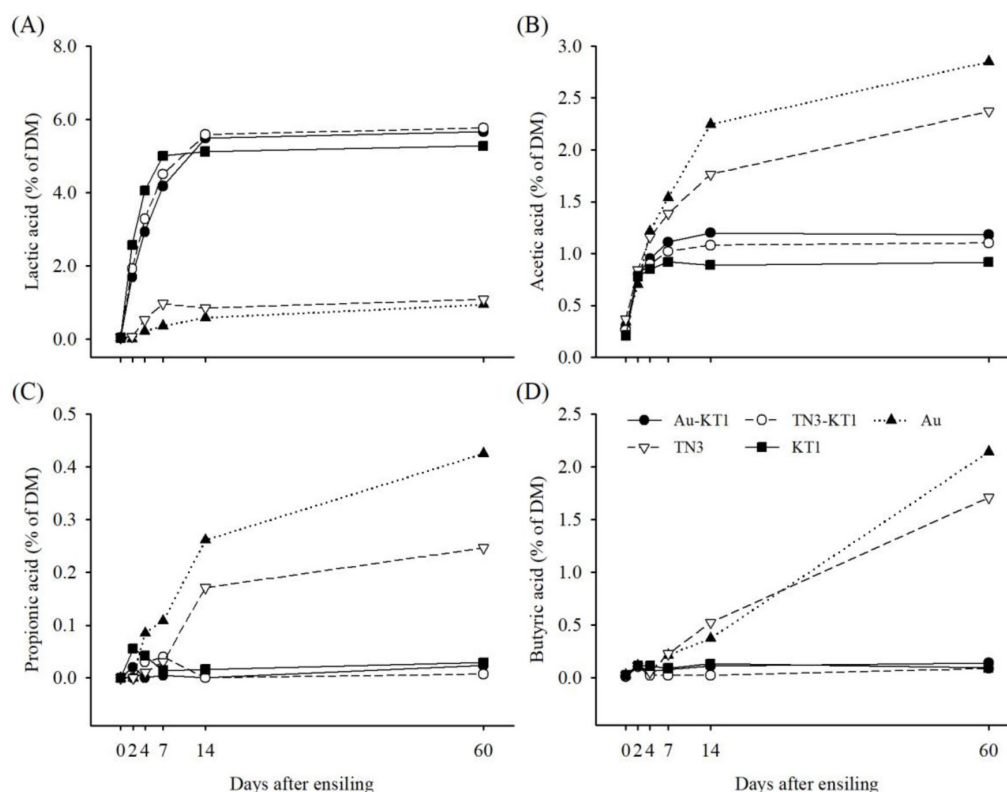 (A)
8.0
6.0
4.0
2.0
0.0
Lactic acid (% of DM)
(B)
3.0
2.5
2.0
1.5
1.0
0.5
0.0
Acetic acid (% of DM)
(C)
0.5
0.4
0.3
0.2
0.1
0.0
Propionic acid (% of DM)
0 2 4 7 14 60
Days after ensiling
(D)
2.5
2.0
1.5
1.0
0.5
0.0
Butyric acid (% of DM)
Au-KT1 TN3-KT1 Au
TN3 KT1
0 2 4 7 14 60
Days after ensiling